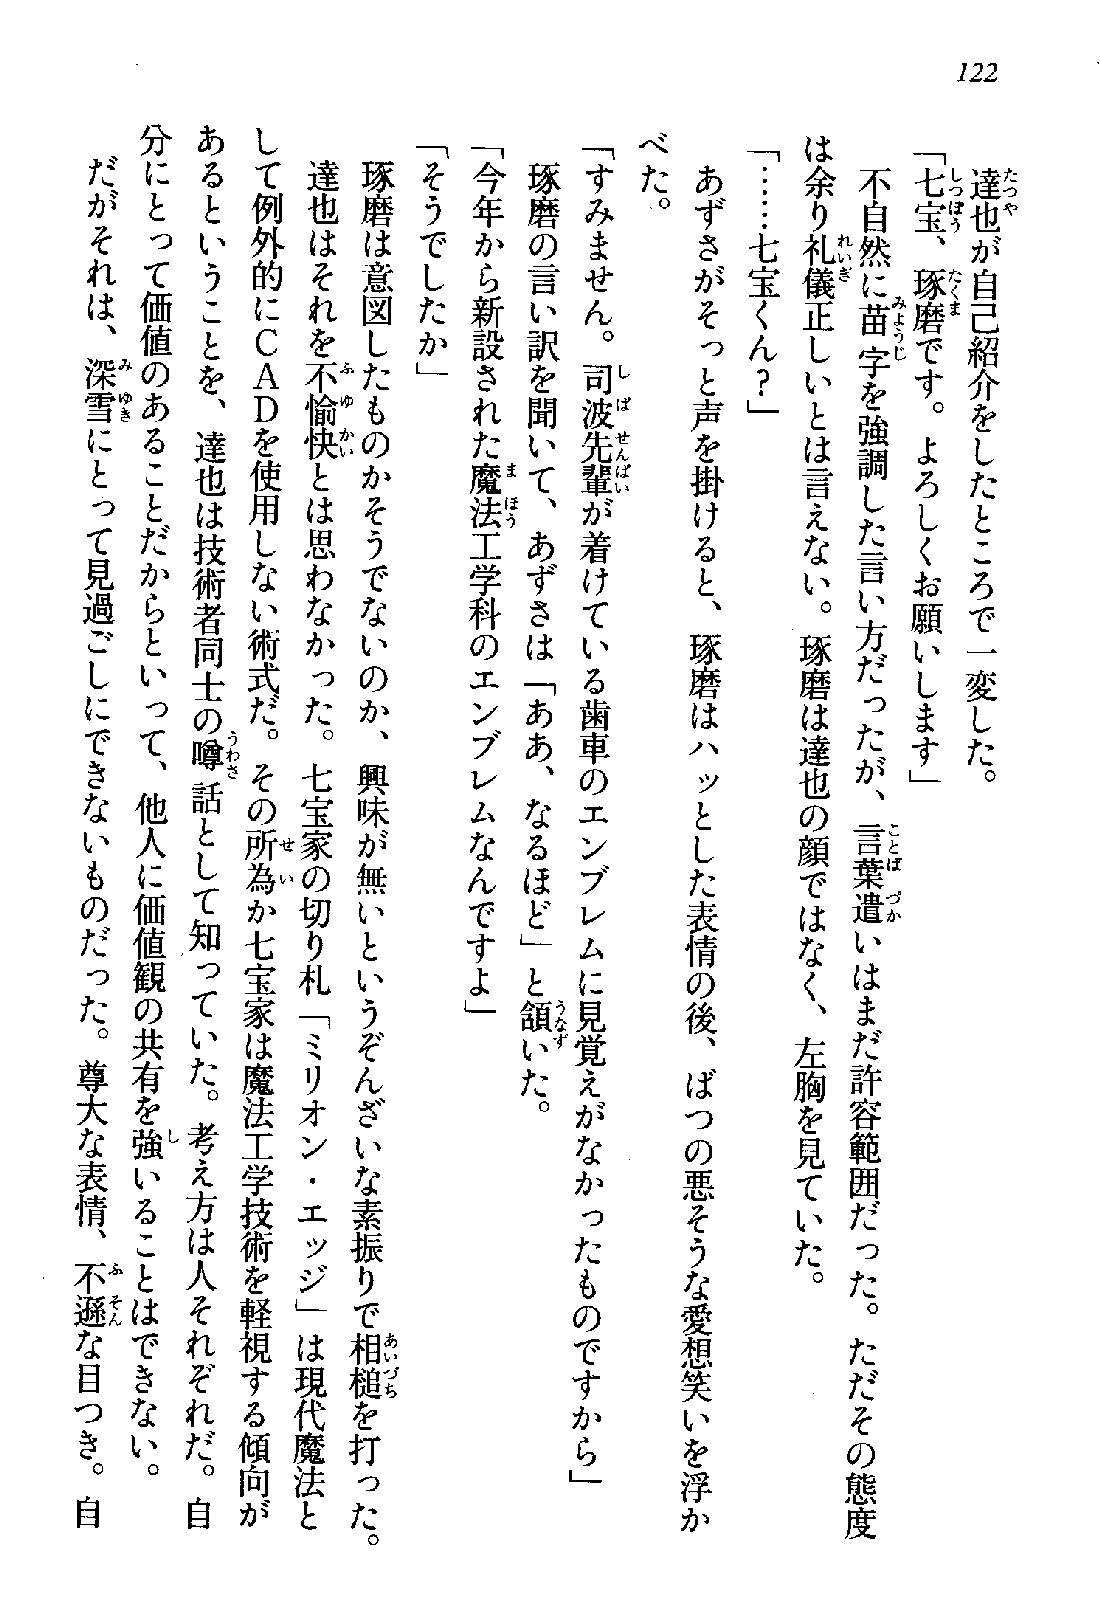 122
達也が自己紹介をしたところで一変した。
「七宝、琢磨です。よろしくお願いします」
不自然に苗字を強調した言い方だったが、言葉遣いはまだ許容範囲だった。ただその態度
は余り礼儀正しいとは言えない。琢磨は達也の顔ではなく、左胸を見ていた。
「……七宝くん？」
あずさがそっと声を掛けると、琢磨はハッとした表情の後、ばつの悪そうな愛想笑いを浮か
べた。
「すみません。司波先輩が着けている歯車のエンブレムに見覚えがなかったものですから」
琢磨の言い訳を聞いて、あずさは「ああ、なるほど」と頷いた。
「今年から新設された魔法工学科のエンブレムなんですよ」
「そうでしたか」
琢磨は意図したものかそうでないのか、興味が無いというぞんざいな素振りで相槌を打った。
達也はそれを不愉快とは思わなかった。七宝家の切り札「ミリオン・エッジ」は現代魔法と
して例外的にＣＡＤを使用しない術式だ。その所為か七宝家は魔法工学技術を軽視する傾向が
あるということを、達也は技術者同士の噂話として知っていた。考え方は人それぞれだ。自
分にとって価値のあることだからといって、他人に価値観の共有を強いることはできない。
だがそれは、深雪にとって見過ごしにできないものだった。尊大な表情、不遜な目つき。自